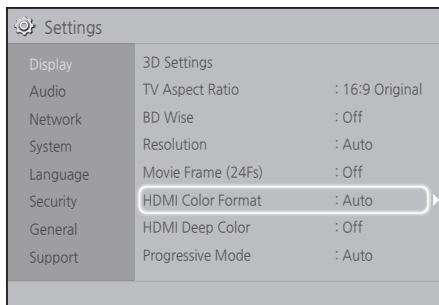 Settings
Display
Audio
Network
System
Language
Security
General
Support
3D Settings
TV Aspect Ratio : 16:9 Original
BD Wise : Off
Resolution : Auto
Movie Frame (24Fs) : Off
HDMI Color Format : Auto
HDMI Deep Color : Off
Progressive Mode : Auto